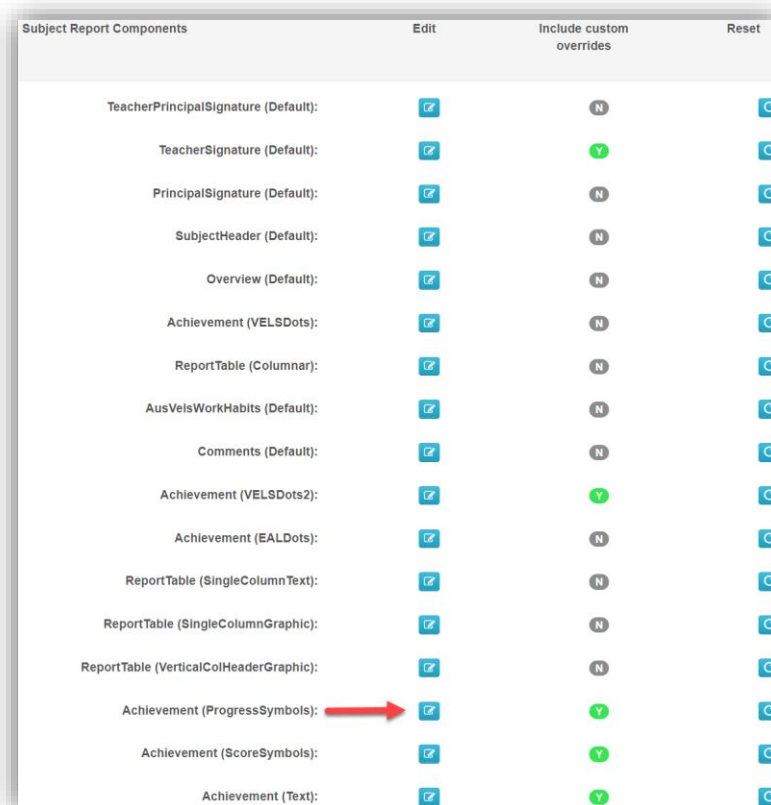 Subject Report Components Edit Include custom Reset
overrides
TeacherPrincipalSignature (Default): N
TeacherSignature (Default): Y
PrincipalSignature (Default): N
SubjectHeader (Default): N
Overview (Default): N
Achievement (VELSDots): N
ReportTable (Columnar): N
AusVelsWorkHabits (Default): N
Comments (Default): N
Achievement (VELSDots2): Y
Achievement (EALDots): N
ReportTable (SingleColumnText): N
ReportTable (SingleColumnGraphic): N
ReportTable (VerticalColHeaderGraphic): N
Achievement (ProgressSymbols): Y
Achievement (ScoreSymbols): Y
Achievement (Text): Y